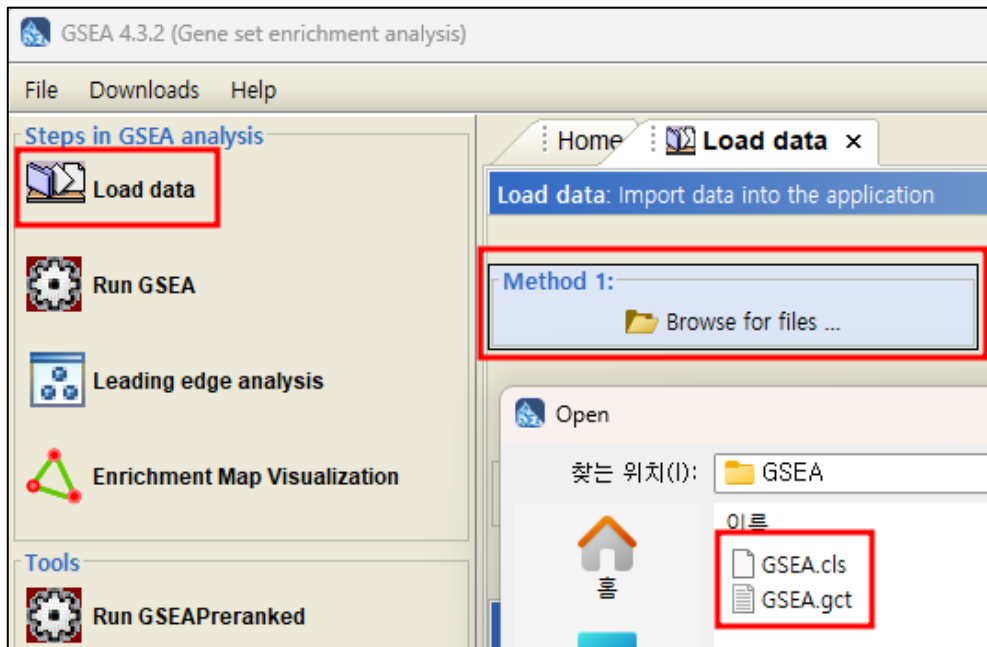 GSEA 4.3.2 (Gene set enrichment analysis)
File Downloads Help
Steps in GSEA analysis
Load data
Run GSEA
Leading edge analysis
Enrichment Map Visualization
Tools
Run GSEAPreranked
Home Load data ×
Load data: Import data into the application
Method 1:
Browse for files ...
Open
찾는 위치(I): GSEA
이름
GSEA.cls
GSEA.gct
홈